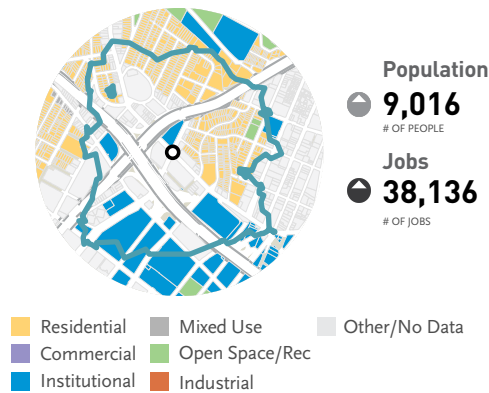 Population
9,016
# OF PEOPLE
Jobs
38,136
# OF JOBS
Residential
Mixed Use
Other/No Data
Commercial
Open Space/Rec
Institutional
Industrial